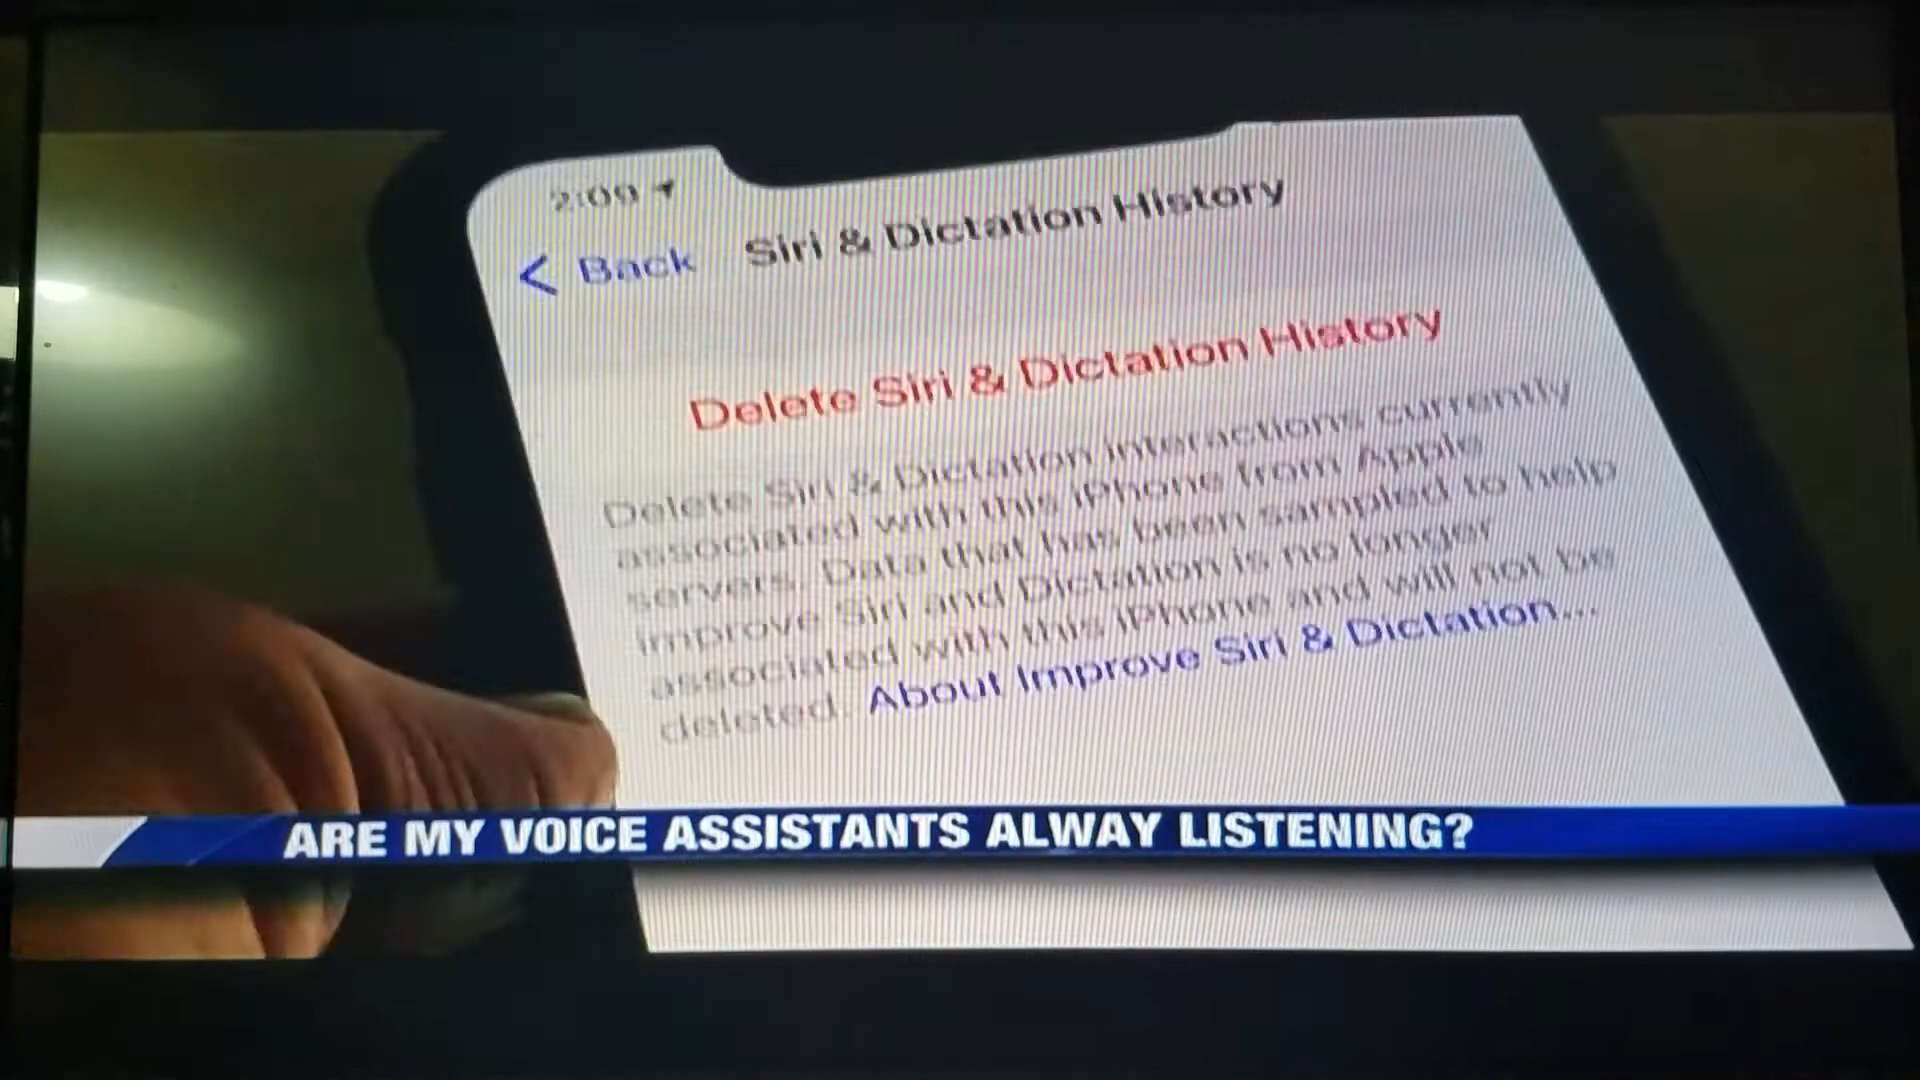 2:09
Back
Siri & Dictation History
Delete Siri & Dictation History
Delete Siri & Dictation interactions currently
associated with this iPhone from Apple
servers. Data that has been sampled to help
improve Siri and Dictation is no longer
associated with this iPhone and will not be
deleted. About Improve Siri & Dictation...
ARE MY VOICE ASSISTANTS ALWAY LISTENING?